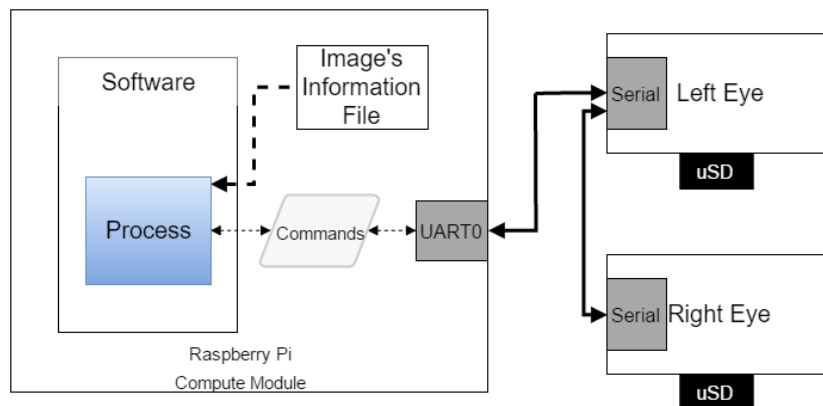 Software
Image's
Information
File
Process
Commands
UART0
Raspberry Pi
Compute Module
Serial
Left Eye
uSD
Serial
Right Eye
uSD